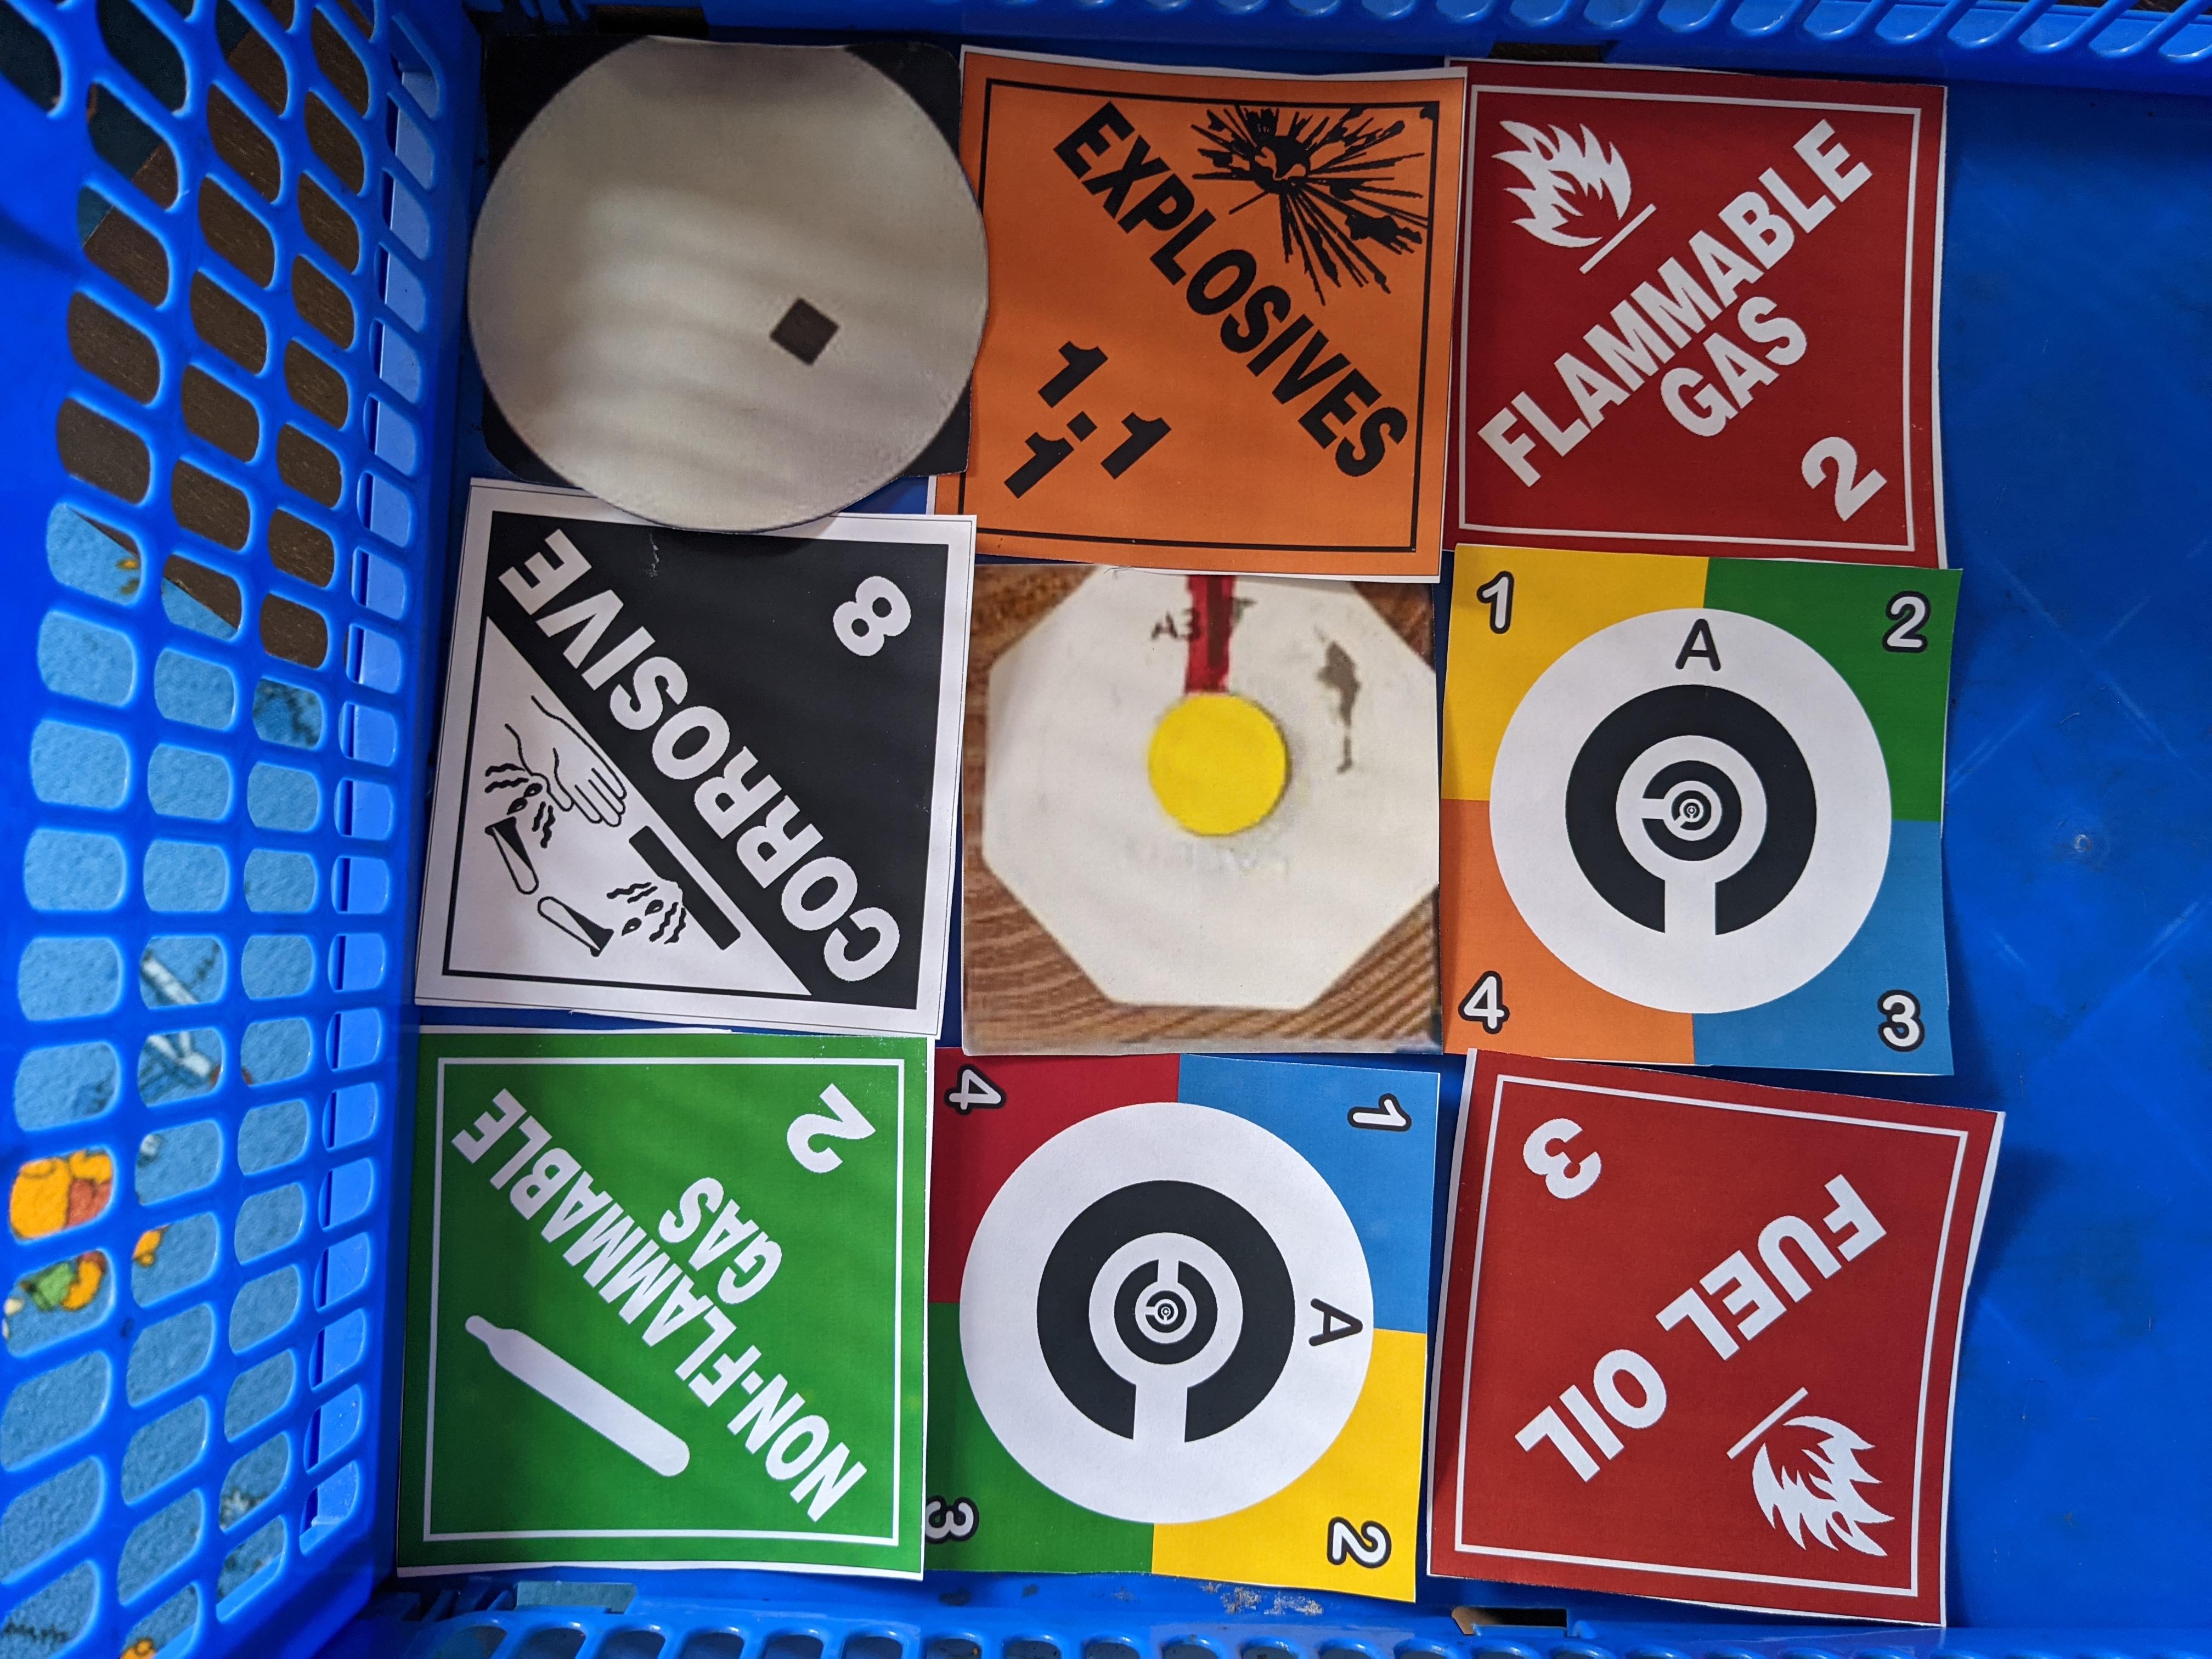 EXPLOSIVES
1.1
1
FLAMMABLE
GAS
2
CORROSIVE
8
A3
1
2
A
4
3
NON-FLAMMABLE
GAS
2
4
1
A
3
2
FUEL OIL
3